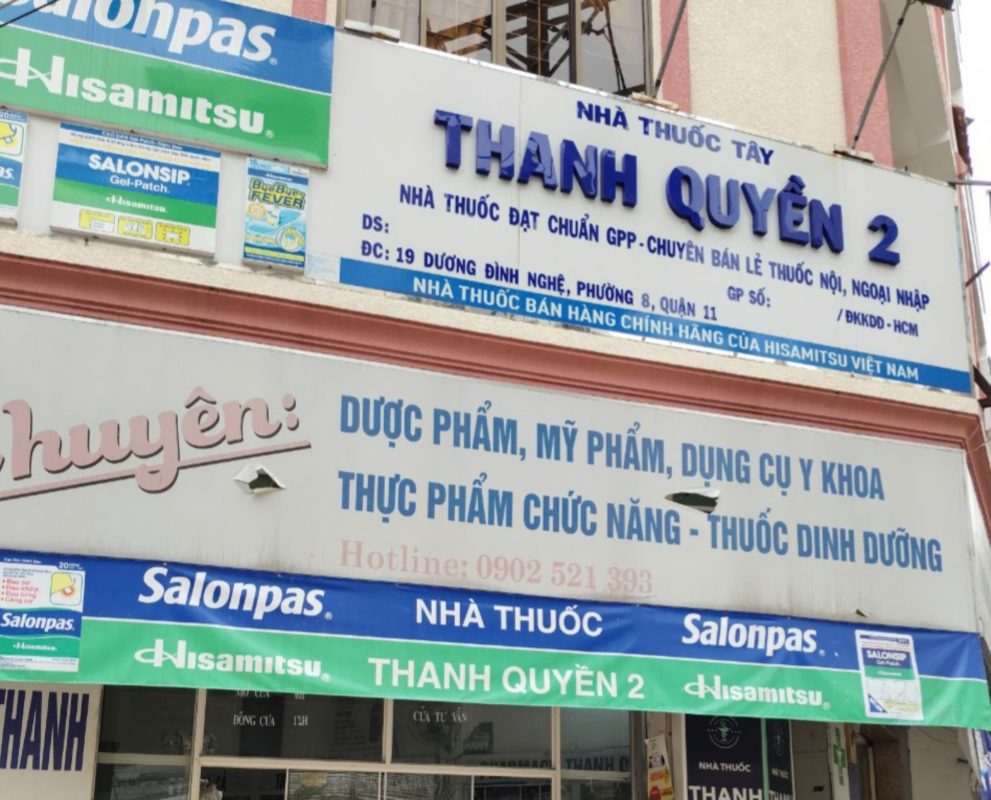 Salonpas
Hisamitsu
SALONSIP
Gel-Patch.
Hisamitsu
FEVER
NHÀ THUỐC TÂY
THANH QUYỀN 2
NHÀ THUỐC ĐẠT CHUẨN GPP - CHUYÊN BÁN LẺ THUỐC NỘI, NGOẠI NHẬP
DS:
GP SỐ: /ĐKKDD - HCM
ĐC: 19 DƯƠNG ĐÌNH NGHỆ, PHƯỜNG 8, QUẬN 11
NHÀ THUỐC BÁN HÀNG CHÍNH HÃNG CỦA HISAMITSU VIỆT NAM
Chuyên:
DƯỢC PHẨM, MỸ PHẨM, DỤNG CỤ Y KHOA
THỰC PHẨM CHỨC NĂNG - THUỐC DINH DƯỠNG
Hotline: 0902 521 393
Salonpas
NHÀ THUỐC
Salonpas
Hisamitsu
THANH QUYỀN 2
Hisamitsu
Salonpas
Hisamitsu
SALONSIP
Gel-Patch
THANH
ĐÓNG CỬA 12H
CỬA TƯ VẤN
THANH Q
NHÀ THUỐC
THANH